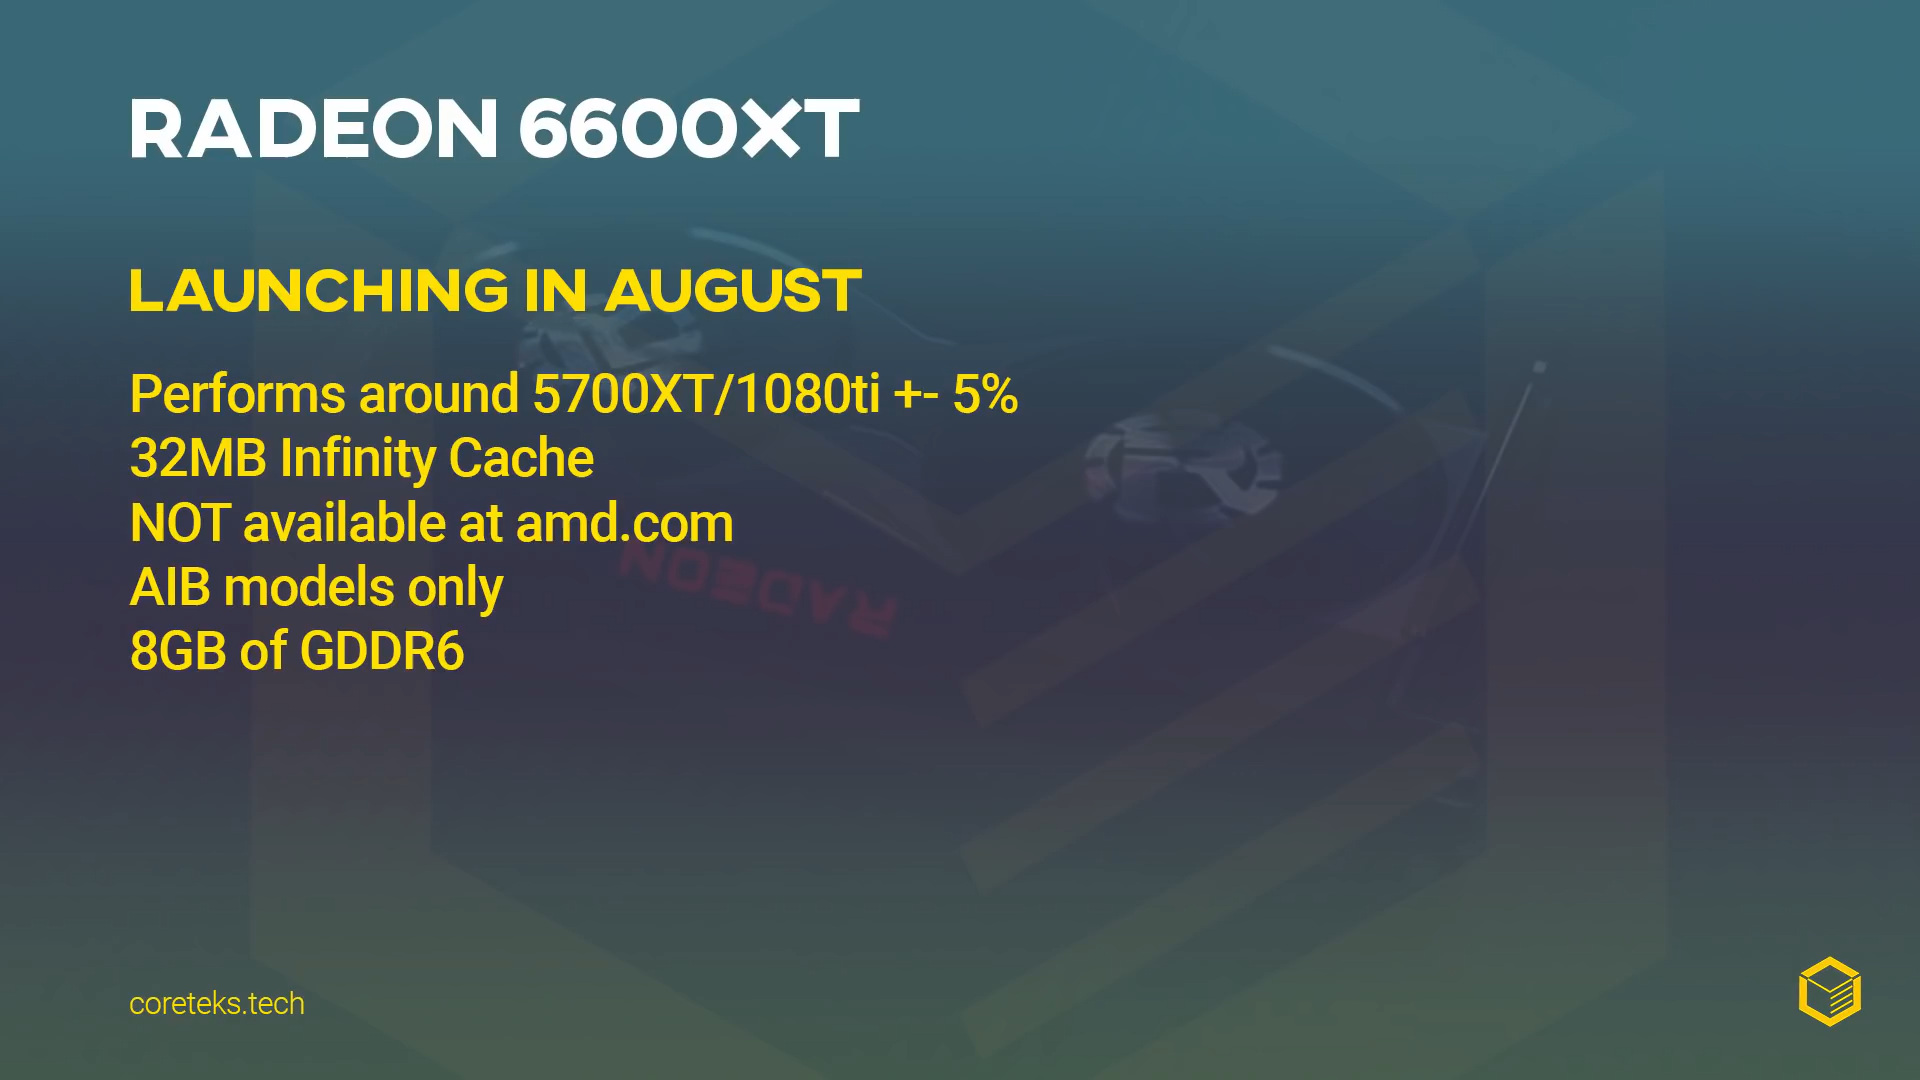 RADEON 6600XT
LAUNCHING IN AUGUST
Performs around 5700XT/1080ti +- 5%
32MB Infinity Cache
NOT available at amd.com
AIB models only
8GB of GDDR6
RADEON
coreteks.tech